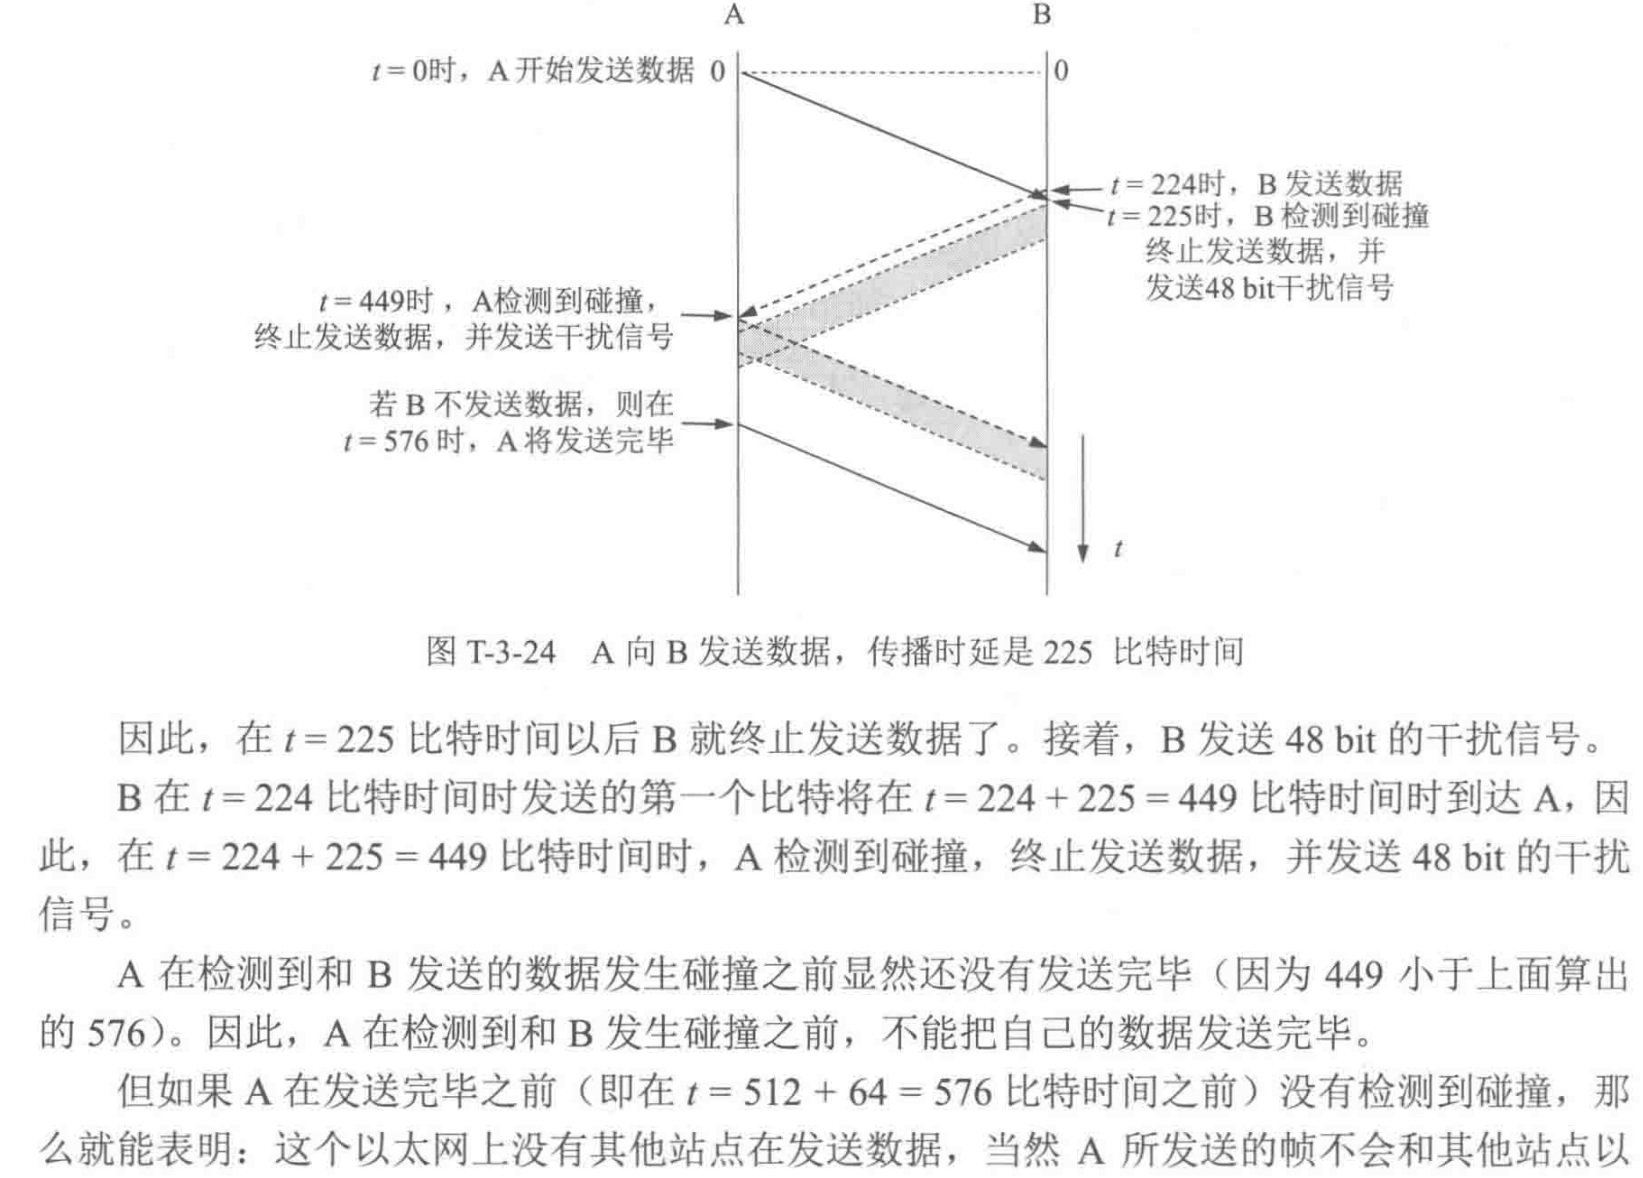 A B
t = 0时，A 开始发送数据 0 0
t = 224时，B 发送数据
t = 225时，B 检测到碰撞
终止发送数据，并
发送48 bit干扰信号
t = 449时，A检测到碰撞，
终止发送数据，并发送干扰信号
若 B 不发送数据，则在
t = 576 时，A 将发送完毕
t
图 T-3-24 A 向 B 发送数据，传播时延是 225 比特时间
因此，在 t = 225 比特时间以后 B 就终止发送数据了。接着，B 发送 48 bit 的干扰信号。
B 在 t = 224 比特时间时发送的第一个比特将在 t = 224 + 225 = 449 比特时间时到达 A，因
此，在 t = 224 + 225 = 449 比特时间时，A 检测到碰撞，终止发送数据，并发送 48 bit 的干扰
信号。
A 在检测到和 B 发送的数据发生碰撞之前显然还没有发送完毕（因为 449 小于上面算出
的 576）。因此，A 在检测到和 B 发生碰撞之前，不能把自己的数据发送完毕。
但如果 A 在发送完毕之前（即在 t = 512 + 64 = 576 比特时间之前）没有检测到碰撞，那
么就能表明：这个以太网上没有其他站点在发送数据，当然 A 所发送的帧不会和其他站点以